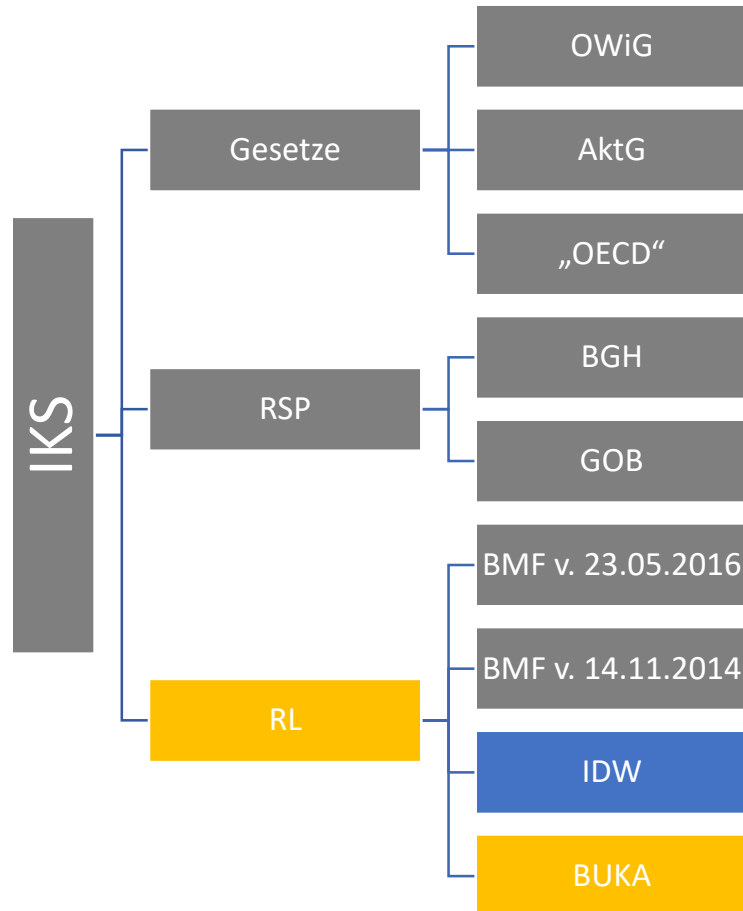 IKS
Gesetze
OWiG
AktG
„OECD“
RSP
BGH
GOB
RL
BMF v. 23.05.2016
BMF v. 14.11.2014
IDW
BUKA